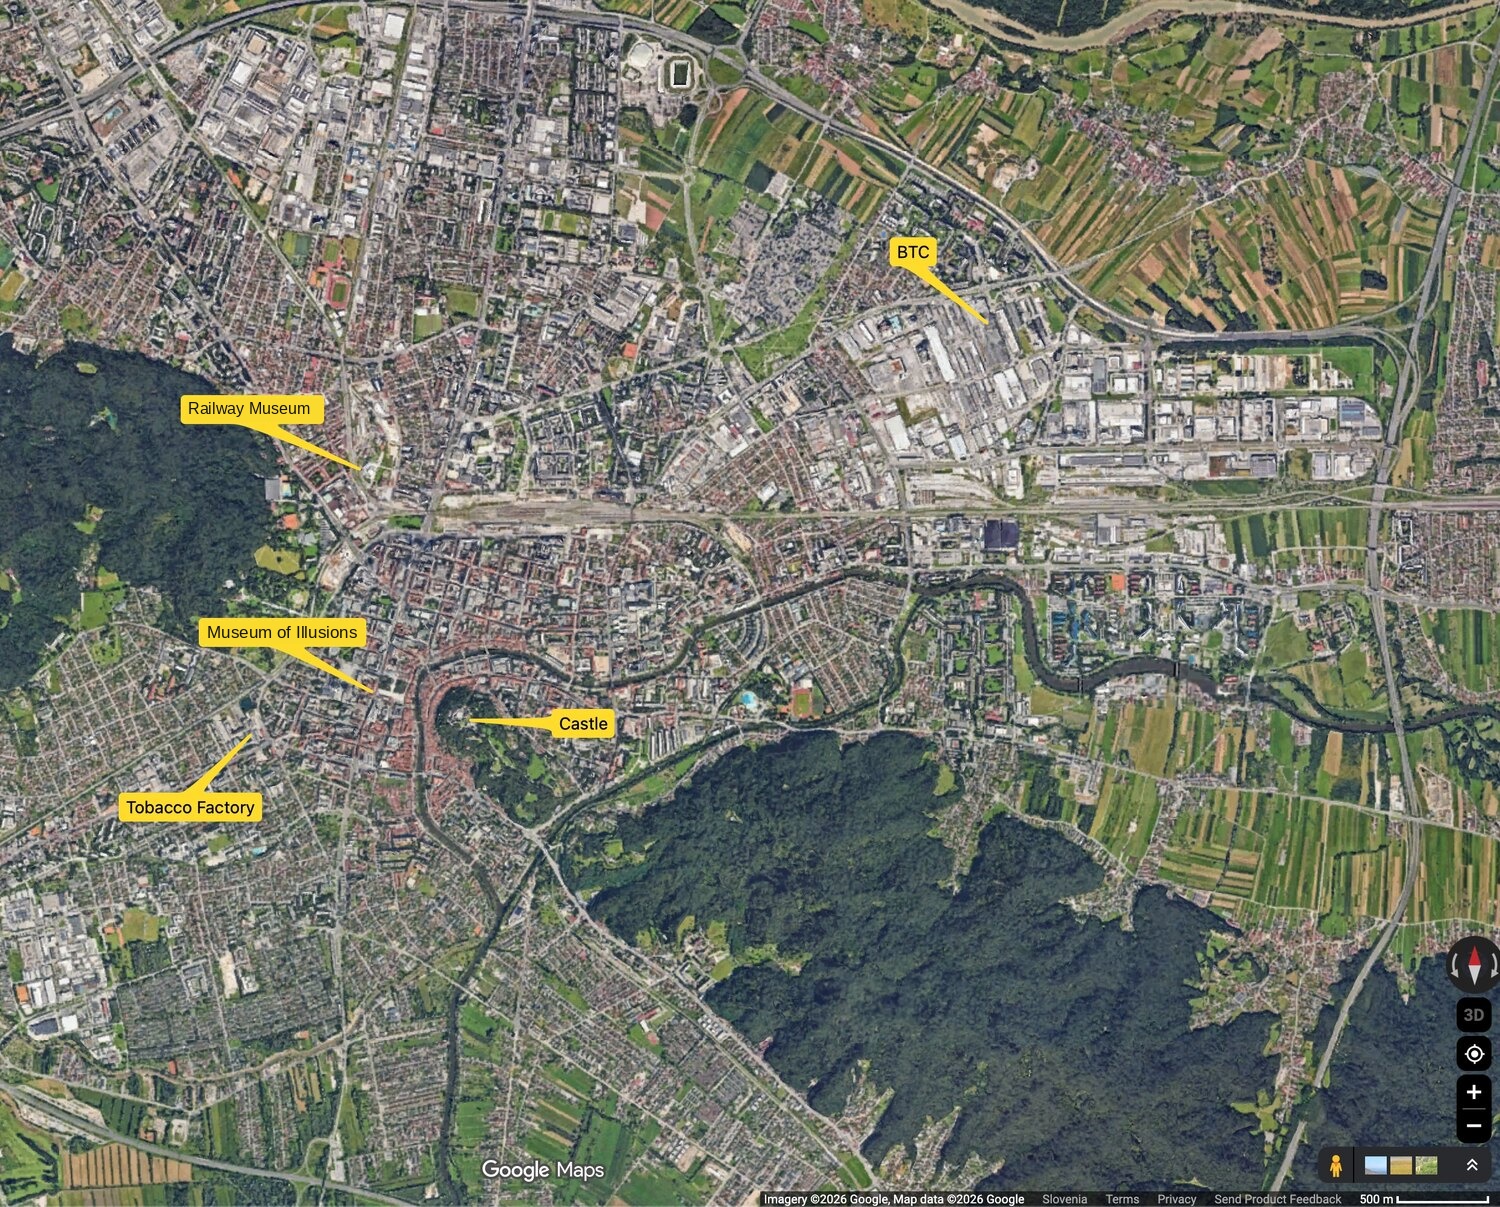 BTC
Railway Museum
Museum of Illusions
Castle
Tobacco Factory
3D
Google Maps
Imagery ©2026 Google, Map data ©2026 Google Slovenia Terms Privacy Send Product Feedback 500 m